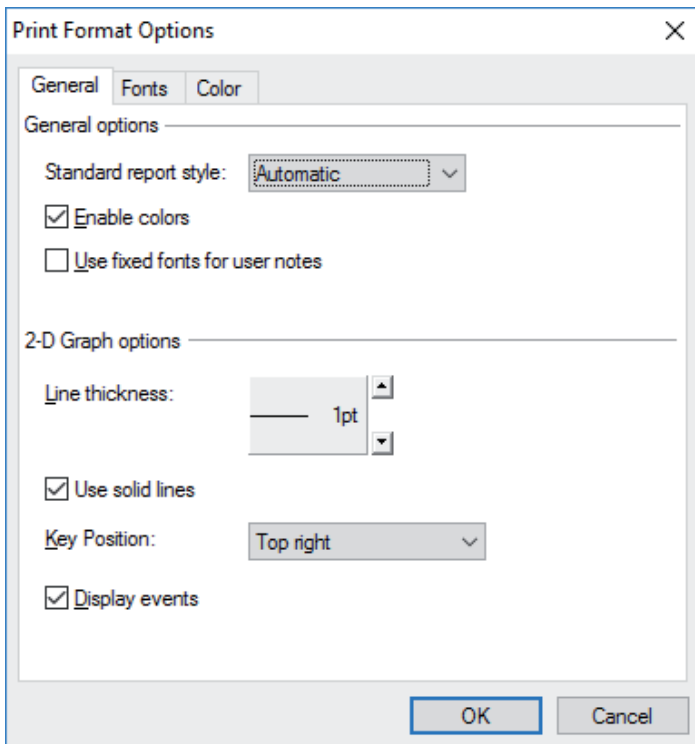 Print Format Options
General Fonts Color
General options
Standard report style: Automatic
Enable colors
Use fixed fonts for user notes
2-D Graph options
Line thickness: 1pt
Use solid lines
Key Position: Top right
Display events
OK Cancel